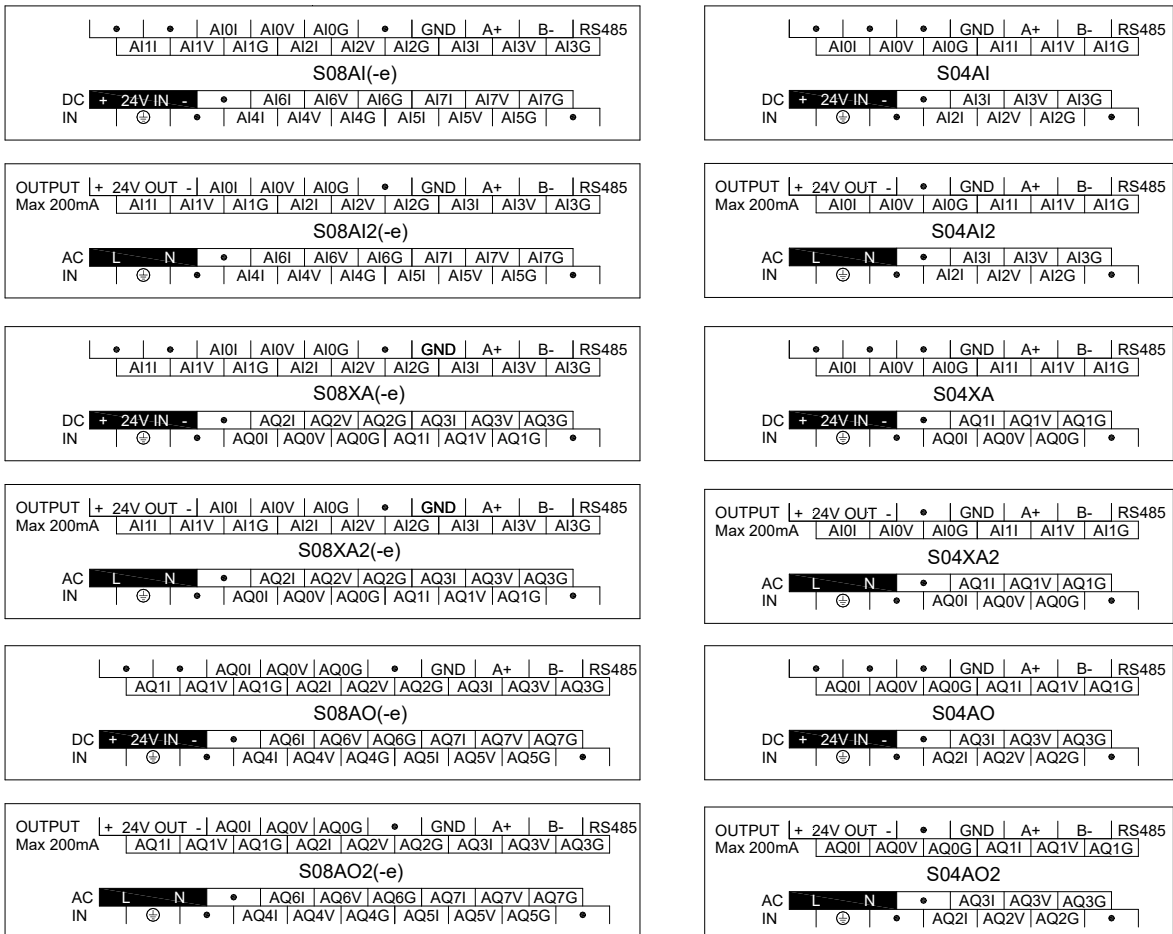 AI0I AI0V AI0G GND A+ B- RS485
AI1I AI1V AI1G AI2I AI2V AI2G AI3I AI3V AI3G
S08AI(-e)
DC + 24V IN - AI6I AI6V AI6G AI7I AI7V AI7G
IN AI4I AI4V AI4G AI5I AI5V AI5G
GND A+ B- RS485
AI0I AI0V AI0G AI1I AI1V AI1G
S04AI
DC + 24V IN - AI3I AI3V AI3G
IN AI2I AI2V AI2G
OUTPUT + 24V OUT - AI0I AI0V AI0G GND A+ B- RS485
Max 200mA AI1I AI1V AI1G AI2I AI2V AI2G AI3I AI3V AI3G
S08AI2(-e)
AC L N AI6I AI6V AI6G AI7I AI7V AI7G
IN AI4I AI4V AI4G AI5I AI5V AI5G
OUTPUT + 24V OUT - GND A+ B- RS485
Max 200mA AI0I AI0V AI0G AI1I AI1V AI1G
S04AI2
AC L N AI3I AI3V AI3G
IN AI2I AI2V AI2G
AI0I AI0V AI0G GND A+ B- RS485
AI1I AI1V AI1G AI2I AI2V AI2G AI3I AI3V AI3G
S08XA(-e)
DC + 24V IN - AQ2I AQ2V AQ2G AQ3I AQ3V AQ3G
IN AQ0I AQ0V AQ0G AQ1I AQ1V AQ1G
GND A+ B- RS485
AI0I AI0V AI0G AI1I AI1V AI1G
S04XA
DC + 24V IN - AQ1I AQ1V AQ1G
IN AQ0I AQ0V AQ0G
OUTPUT + 24V OUT - AI0I AI0V AI0G GND A+ B- RS485
Max 200mA AI1I AI1V AI1G AI2I AI2V AI2G AI3I AI3V AI3G
S08XA2(-e)
AC L N AQ2I AQ2V AQ2G AQ3I AQ3V AQ3G
IN AQ0I AQ0V AQ0G AQ1I AQ1V AQ1G
OUTPUT + 24V OUT - GND A+ B- RS485
Max 200mA AI0I AI0V AI0G AI1I AI1V AI1G
S04XA2
AC L N AQ1I AQ1V AQ1G
IN AQ0I AQ0V AQ0G
AQ0I AQ0V AQ0G GND A+ B- RS485
AQ1I AQ1V AQ1G AQ2I AQ2V AQ2G AQ3I AQ3V AQ3G
S08AO(-e)
DC + 24V IN - AQ6I AQ6V AQ6G AQ7I AQ7V AQ7G
IN AQ4I AQ4V AQ4G AQ5I AQ5V AQ5G
GND A+ B- RS485
AQ0I AQ0V AQ0G AQ1I AQ1V AQ1G
S04AO
DC + 24V IN - AQ3I AQ3V AQ3G
IN AQ2I AQ2V AQ2G
OUTPUT + 24V OUT - AQ0I AQ0V AQ0G GND A+ B- RS485
Max 200mA AQ1I AQ1V AQ1G AQ2I AQ2V AQ2G AQ3I AQ3V AQ3G
S08AO2(-e)
AC L N AQ6I AQ6V AQ6G AQ7I AQ7V AQ7G
IN AQ4I AQ4V AQ4G AQ5I AQ5V AQ5G
OUTPUT + 24V OUT - GND A+ B- RS485
Max 200mA AQ0I AQ0V AQ0G AQ1I AQ1V AQ1G
S04AO2
AC L N AQ3I AQ3V AQ3G
IN AQ2I AQ2V AQ2G